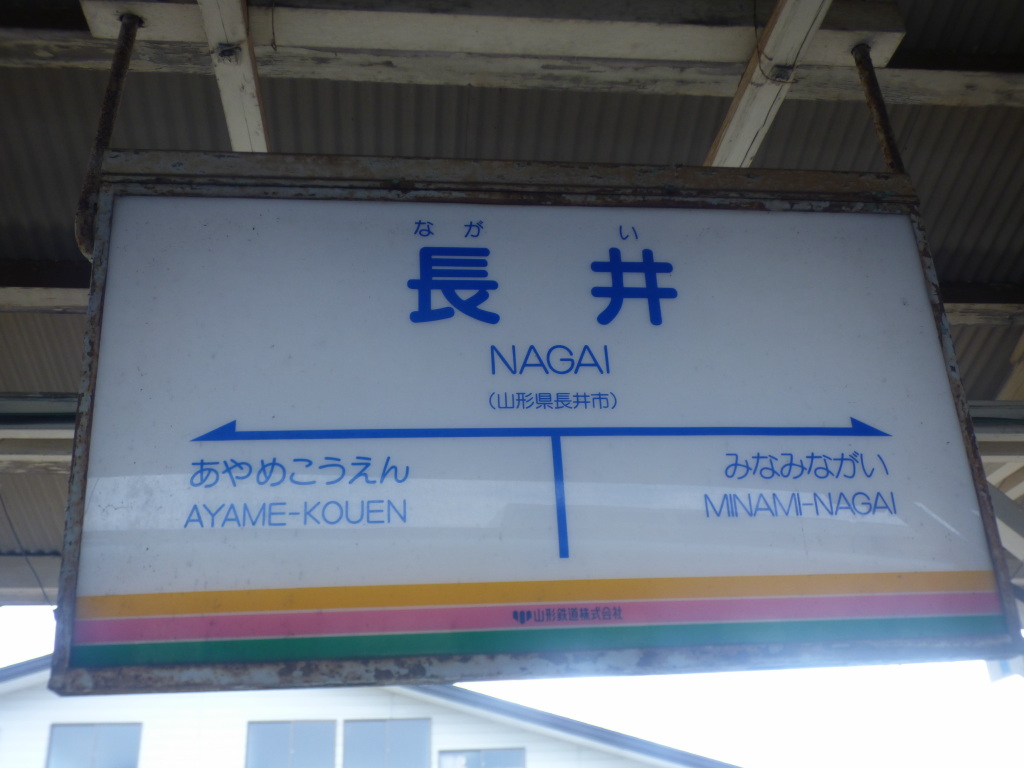 なが い
長 井
NAGAI
(山形県長井市)
あやめこうえん
AYAME-KOUEN
みなみながい
MINAMI-NAGAI
山形鉄道株式会社